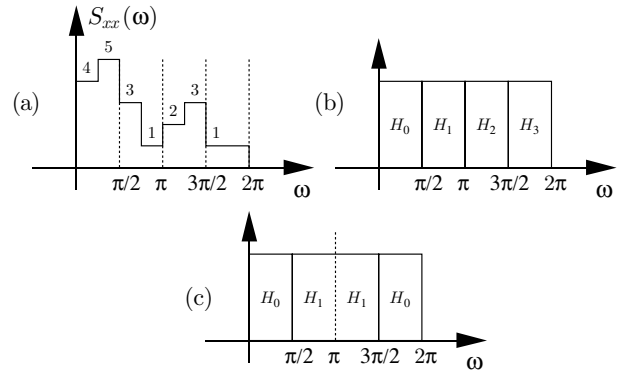 S_xx(ω)
4 5 3 1 2 3 1
(a)
π/2 π 3π/2 2π
ω
(b)
H_0 H_1 H_2 H_3
π/2 π 3π/2 2π
ω
(c)
H_0 H_1 H_1 H_0
π/2 π 3π/2 2π
ω